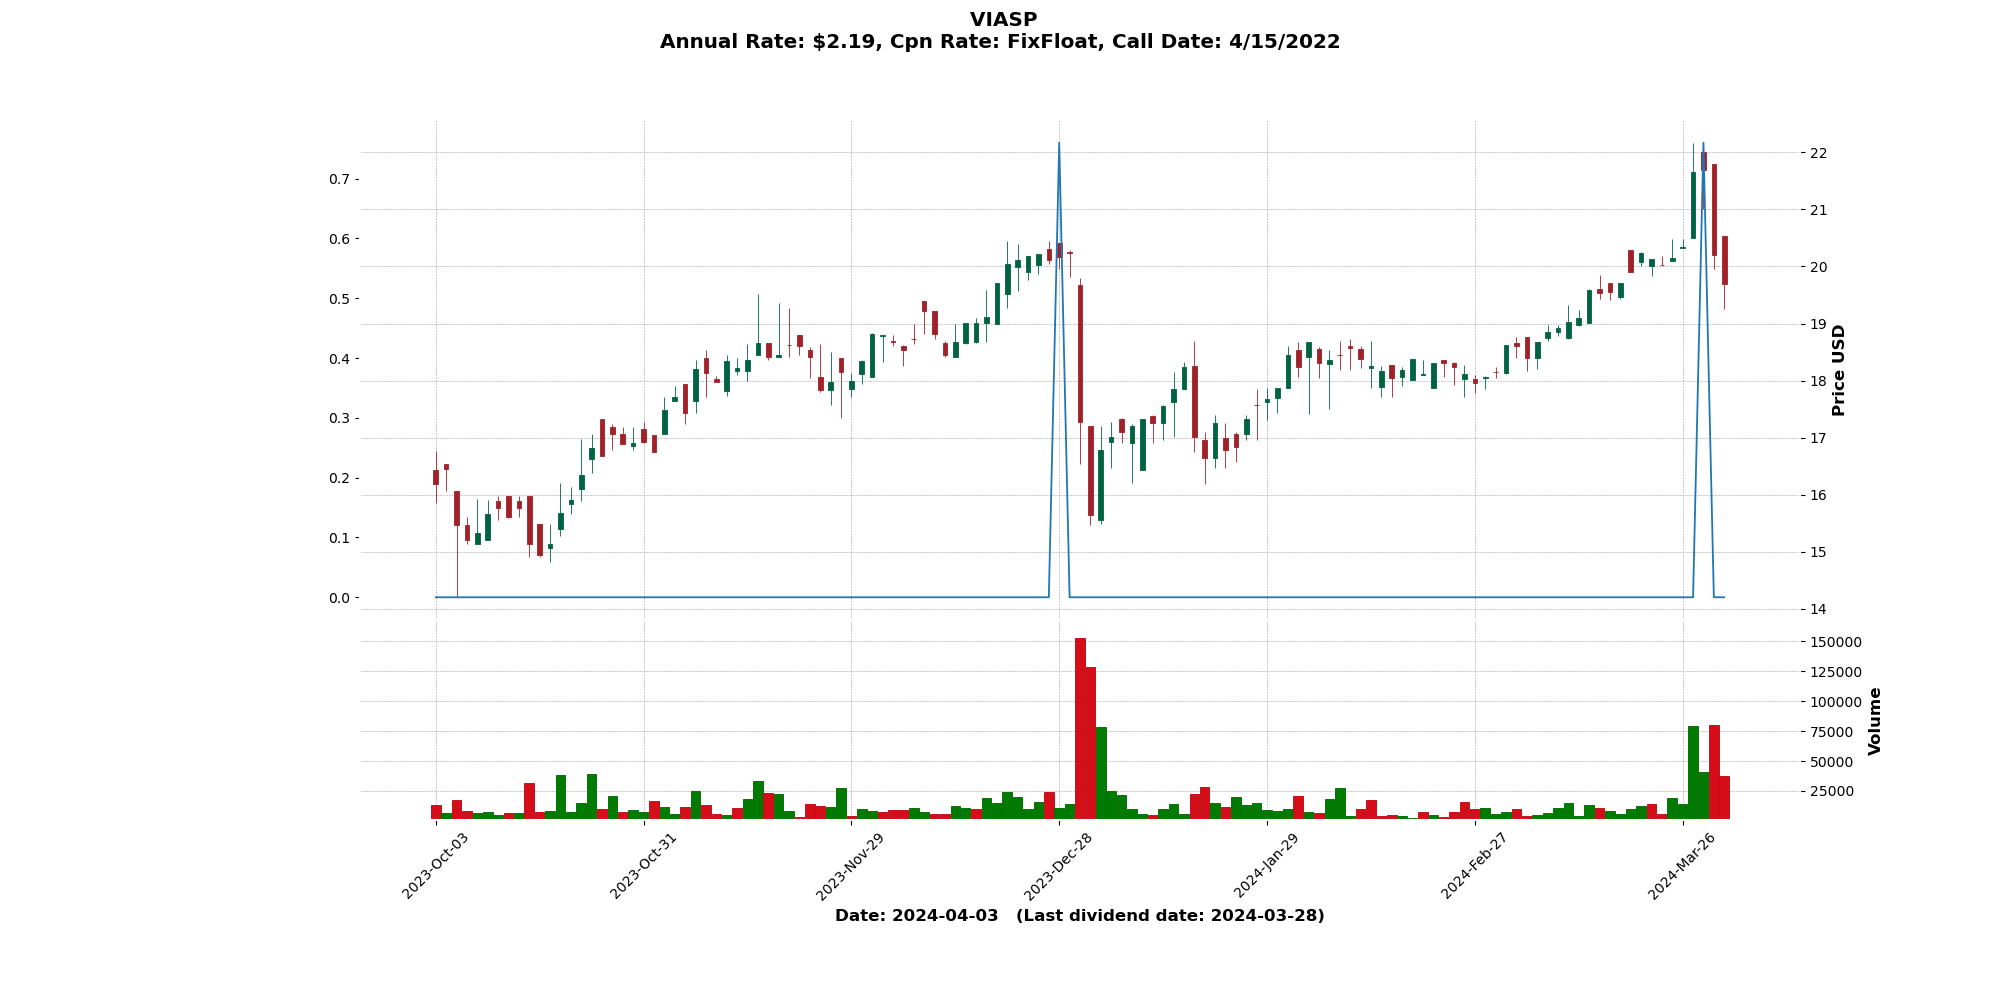 VIASP
Annual Rate: $2.19, Cpn Rate: FixFloat, Call Date: 4/15/2022
0.7
0.6
0.5
0.4
0.3
0.2
0.1
0.0
22
21
20
19
18
17
16
15
14
Price USD
150000
125000
100000
75000
50000
25000
Volume
2023-Oct-03
2023-Oct-31
2023-Nov-29
2023-Dec-28
2024-Jan-29
2024-Feb-27
2024-Mar-26
Date: 2024-04-03   (Last dividend date: 2024-03-28)